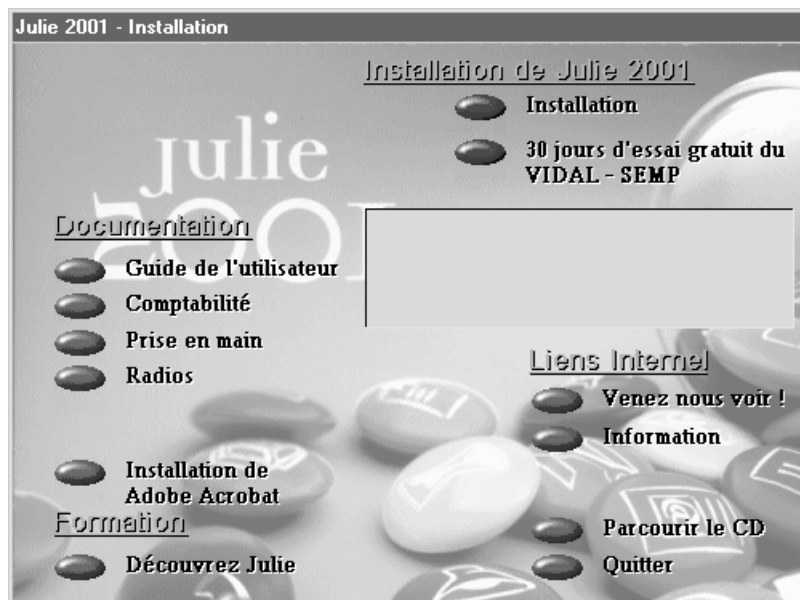 Julie 2001 - Installation
Installation de Julie 2001
Installation
30 jours d'essai gratuit du
VIDAL - SEMP
Julie
2001
Documentation
Guide de l'utilisateur
Comptabilité
Prise en main
Radios
Installation de
Adobe Acrobat
Formation
Découvrez Julie
Liens Internet
Venez nous voir !
Information
Parcourir le CD
Quitter